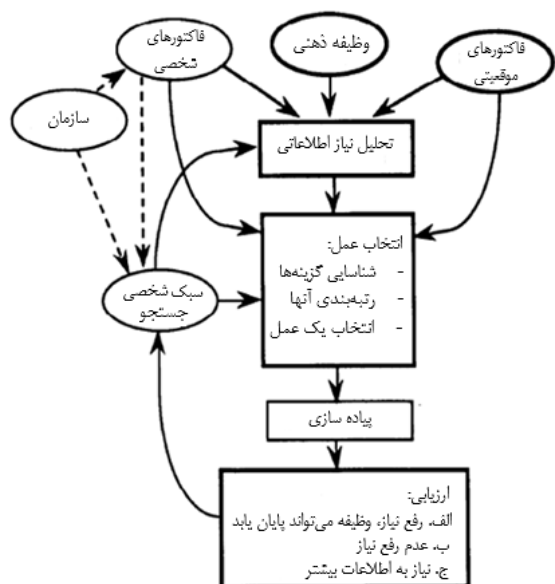 فاکتورهای
شخصی
وظیفه ذهنی
فاکتورهای
موقعیتی
سازمان
تحلیل نیاز اطلاعاتی
انتخاب عمل:
- شناسایی گزینه‌ها
- رتبه‌بندی آنها
- انتخاب یک عمل
سبک شخصی
جستجو
پیاده سازی
ارزیابی:
الف. رفع نیاز، وظیفه می‌تواند پایان یابد
ب. عدم رفع نیاز
ج. نیاز به اطلاعات بیشتر